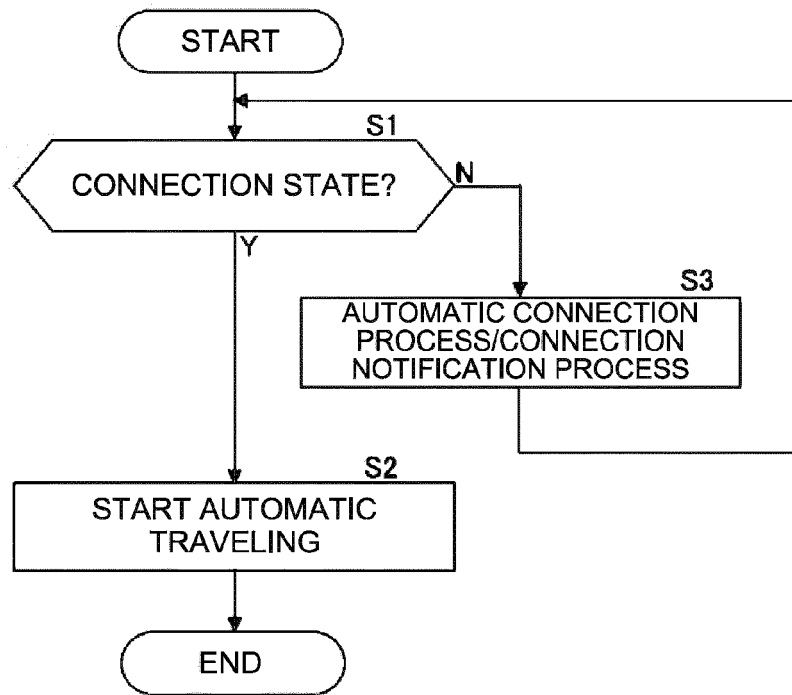 START
S1
CONNECTION STATE?
N
Y
S3
AUTOMATIC CONNECTION
PROCESS/CONNECTION
NOTIFICATION PROCESS
S2
START AUTOMATIC
TRAVELING
END